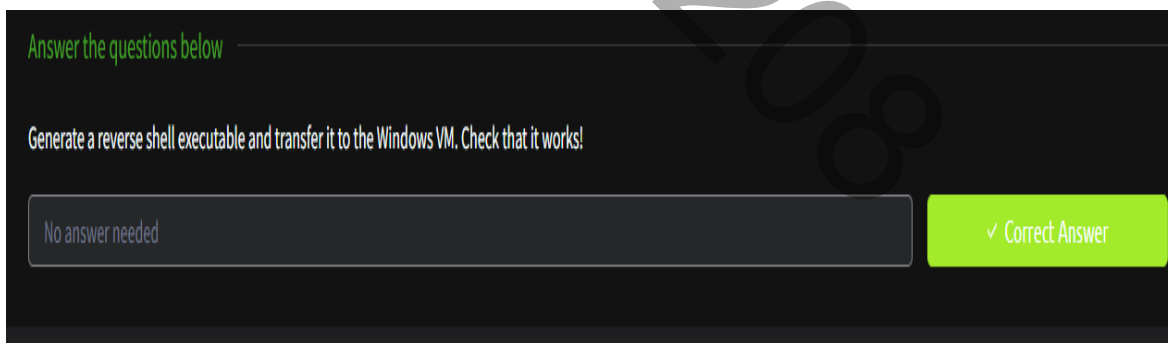 Answer the questions below
Generate a reverse shell executable and transfer it to the Windows VM. Check that it works!
No answer needed
✓ Correct Answer
208